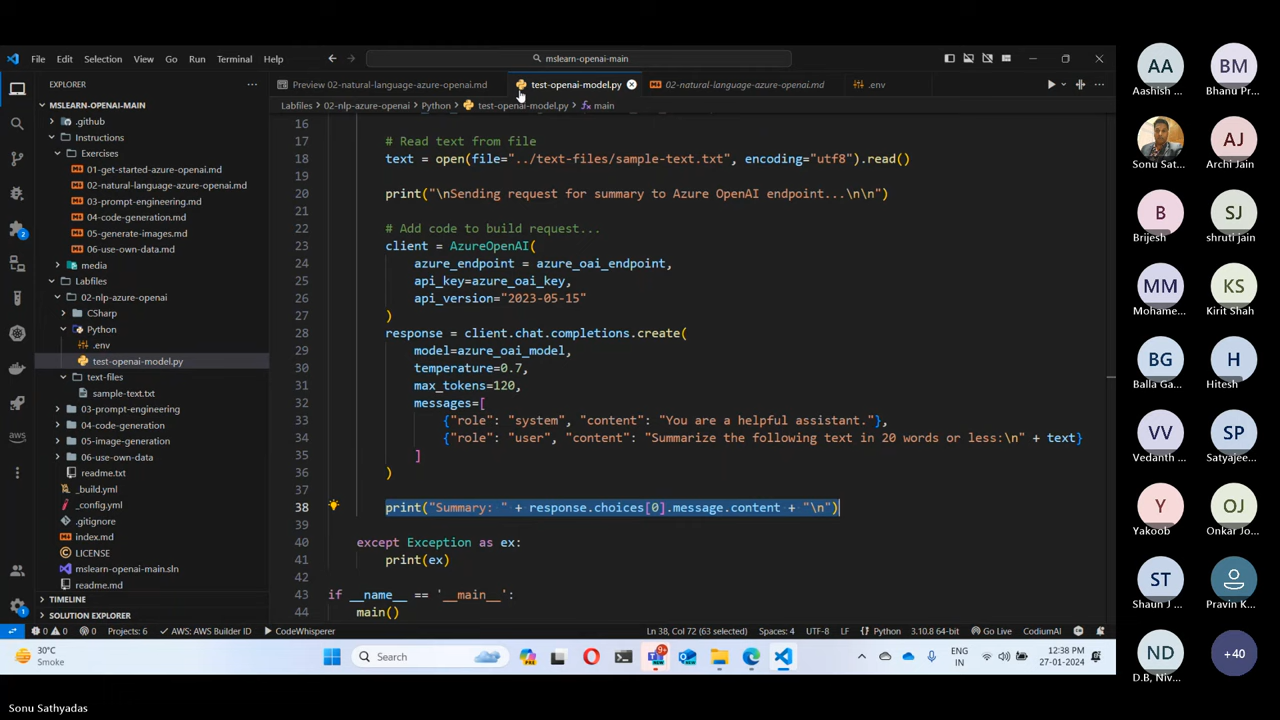 File Edit Selection View Go Run Terminal Help
mslearn-openai-main
EXPLORER
MSLEARN-OPENAI-MAIN
.github
Instructions
Exercises
01-get-started-azure-openai.md
02-natural-language-azure-openai.md
03-prompt-engineering.md
04-code-generation.md
05-generate-images.md
06-use-own-data.md
media
Labfiles
02-nlp-azure-openai
CSharp
Python
.env
test-openai-model.py
text-files
sample-text.txt
03-prompt-engineering
04-code-generation
05-image-generation
06-use-own-data
readme.txt
_build.yml
_config.yml
.gitignore
index.md
LICENSE
mslearn-openai-main.sln
readme.md
TIMELINE
SOLUTION EXPLORER
2
1
aws
Preview 02-natural-language-azure-openai.md
test-openai-model.py
02-natural-language-azure-openai.md
.env
Labfiles > 02-nlp-azure-openai > Python > test-openai-model.py > main
16
17 # Read text from file
18 text = open(file="../text-files/sample-text.txt", encoding="utf8").read()
19
20 print("\nSending request for summary to Azure OpenAI endpoint...\n\n")
21
22 # Add code to build request...
23 client = AzureOpenAI(
24 azure_endpoint = azure_oai_endpoint,
25 api_key=azure_oai_key,
26 api_version="2023-05-15"
27 )
28 response = client.chat.completions.create(
29 model=azure_oai_model,
30 temperature=0.7,
31 max_tokens=120,
32 messages=[
33 {"role": "system", "content": "You are a helpful assistant."},
34 {"role": "user", "content": "Summarize the following text in 20 words or less:\n" + text}
35 ]
36 )
37
38 print("Summary: " + response.choices[0].message.content + "\n")
39
40 except Exception as ex:
41 print(ex)
42
43 if __name__ == '__main__':
44 main()
0 0 0 Projects: 6 AWS: AWS Builder ID CodeWhisperer
Ln 38, Col 72 (63 selected) Spaces: 4 UTF-8 LF Python 3.10.8 64-bit Go Live CodiumAI
30°C
Smoke
Search
9+
ENG
IN
12:38 PM
27-01-2024
Sonu Sathyadas
AA BM
Aashish ... Bhanu Pr...
AJ
Sonu Sat... Archi Jain
B SJ
Brijesh shruti Jain
MM KS
Mohame... Kirit Shah
BG H
Balla Ga... Hitesh
VV SP
Vedanth ... Satyajee...
Y OJ
Yakoob Onkar Jo...
ST
Shaun J ... Pravin K...
ND +40
D.B, Niv...